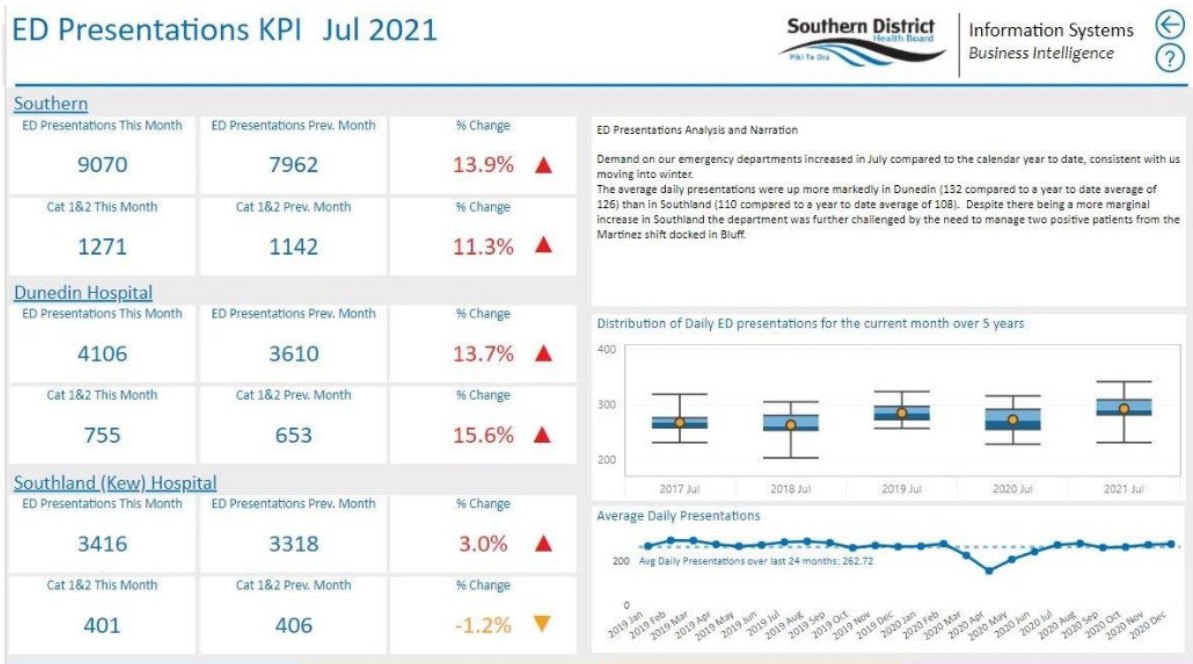 ED Presentations KPI Jul 2021
Southern District
Health Board
Piki Te Ora
Information Systems
Business Intelligence
?
Southern
ED Presentations This Month ED Presentations Prev. Month % Change
9070 7962 13.9%
Cat 1&2 This Month Cat 1&2 Prev. Month % Change
1271 1142 11.3%
Dunedin Hospital
ED Presentations This Month ED Presentations Prev. Month % Change
4106 3610 13.7%
Cat 1&2 This Month Cat 1&2 Prev. Month % Change
755 653 15.6%
Southland (Kew) Hospital
ED Presentations This Month ED Presentations Prev. Month % Change
3416 3318 3.0%
Cat 1&2 This Month Cat 1&2 Prev. Month % Change
401 406 -1.2%
ED Presentations Analysis and Narration
Demand on our emergency departments increased in July compared to the calendar year to date, consistent with us
moving into winter.
The average daily presentations were up more markedly in Dunedin (132 compared to a year to date average of
126) than in Southland (110 compared to a year to date average of 108). Despite there being a more marginal
increase in Southland the department was further challenged by the need to manage two positive patients from the
Martinez shift docked in Bluff.
Distribution of Daily ED presentations for the current month over 5 years
400
300
200
2017 Jul 2018 Jul 2019 Jul 2020 Jul 2021 Jul
Average Daily Presentations
200 Avg Daily Presentations over last 24 months: 262.72
0
2019 Jan 2019 Feb 2019 Mar 2019 Apr 2019 May 2019 Jun 2019 Jul 2019 Aug 2019 Sep 2019 Oct 2019 Nov 2019 Dec 2020 Jan 2020 Feb 2020 Mar 2020 Apr 2020 May 2020 Jun 2020 Jul 2020 Aug 2020 Sep 2020 Oct 2020 Nov 2020 Dec